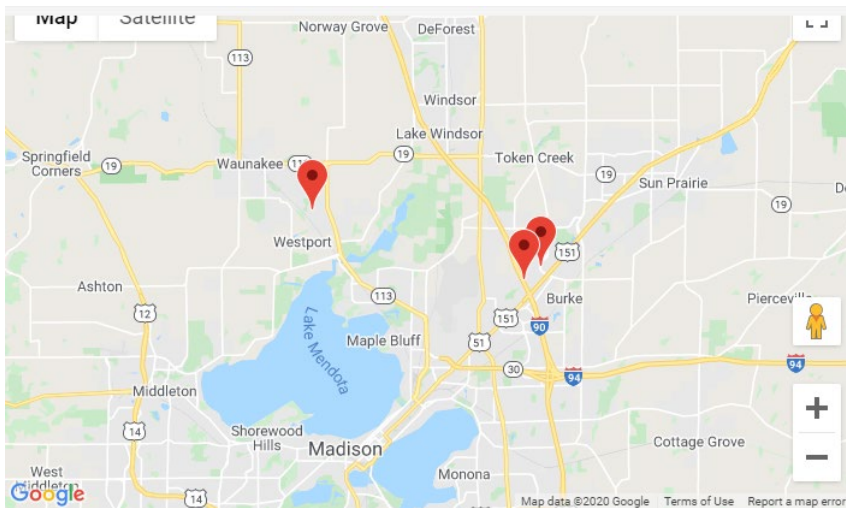 Map Satellite
Norway Grove
DeForest
113
Windsor
Lake Windsor
Springfield
Corners
19
Waunakee
19
Token Creek
19
Sun Prairie
19
Westport
151
Ashton
12
Lake Mendota
113
Maple Bluff
151
51
Burke
90
Pierceville
30
94
94
Middleton
14
Shorewood
Hills
Madison
Cottage Grove
West
Monona
14
Google
Map data ©2020 Google Terms of Use Report a map error